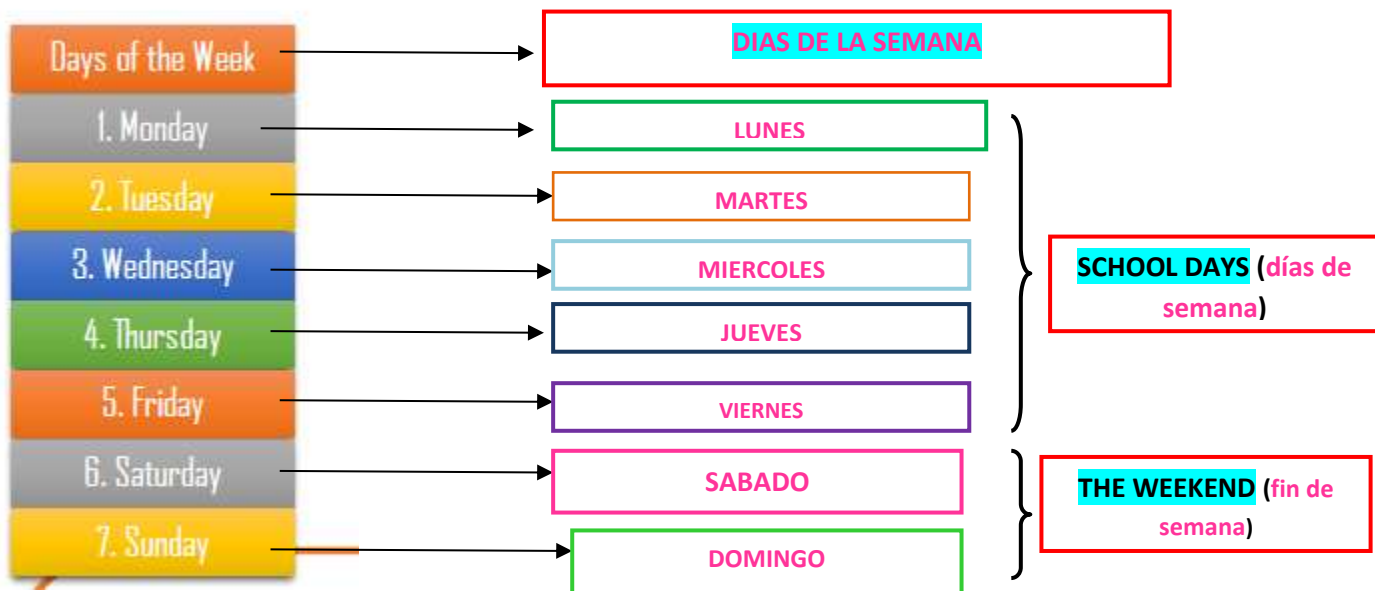 Days of the Week
DIAS DE LA SEMANA
1. Monday
LUNES
2. Tuesday
MARTES
3. Wednesday
MIERCOLES
4. Thursday
JUEVES
5. Friday
VIERNES
SCHOOL DAYS (días de
semana)
6. Saturday
SABADO
7. Sunday
DOMINGO
THE WEEKEND (fin de
semana)